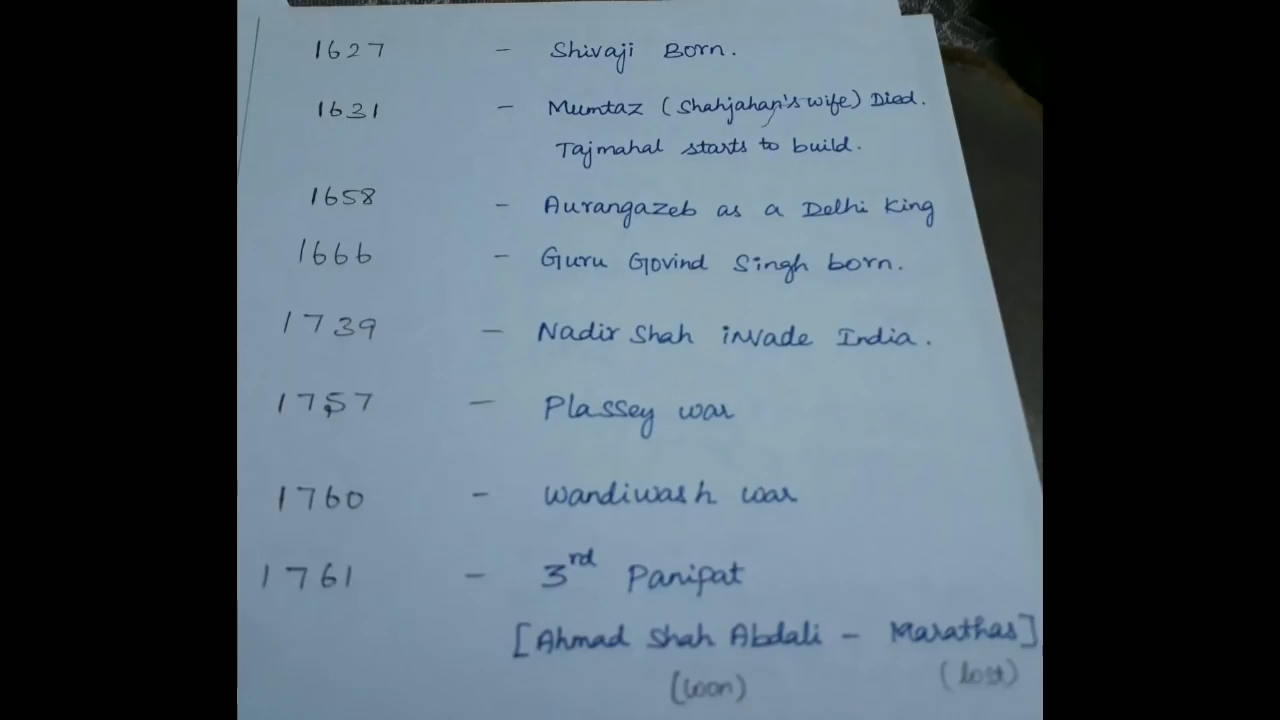 1627 - Shivaji Born.
1631 - Mumtaz (Shahjahan's wife) Died.
Tajmahal starts to build.
1658 - Aurangazeb as a Delhi King
1666 - Guru Govind Singh born.
1739 - Nadir Shah invade India.
1757 - Plassey war
1760 - Wandiwash war
1761 - 3rd Panipat
[Ahmad Shah Abdali - Marathas]
(won) (lost)